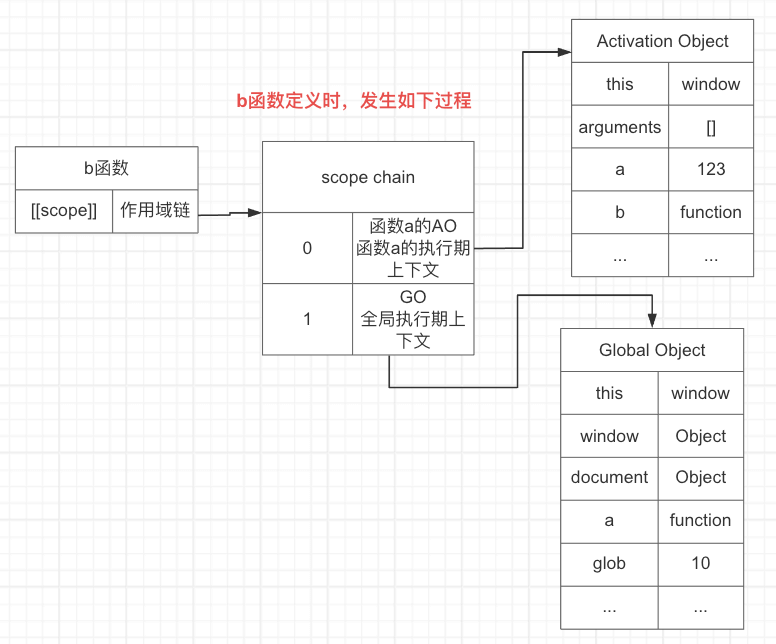 b函数定义时，发生如下过程
b函数
[[scope]] 作用域链
scope chain
0 函数a的AO
函数a的执行期
上下文
1 GO
全局执行期上
下文
Activation Object
this window
arguments []
a 123
b function
... ...
Global Object
this window
window Object
document Object
a function
glob 10
... ...